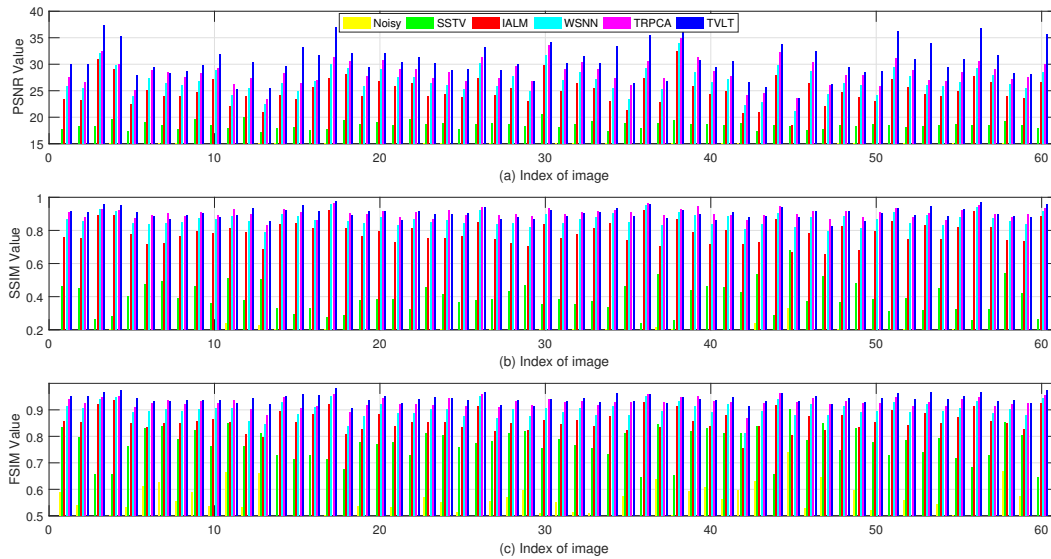 Noisy SSTV IALM WSNN TRPCA TVLT
PSNR Value
40
35
30
25
20
15
0 10 20 30 40 50 60
(a) Index of image
SSIM Value
1
0.8
0.6
0.4
0.2
0 10 20 30 40 50 60
(b) Index of image
FSIM Value
0.9
0.8
0.7
0.6
0.5
0 10 20 30 40 50 60
(c) Index of image